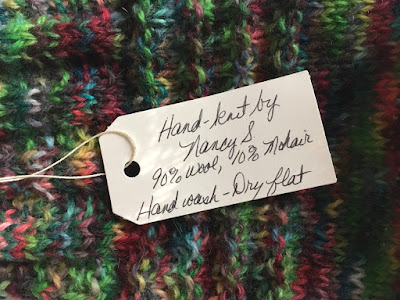 Hand-knit by
Nancy S
90% Wool, 10% Mohair
Hand wash - Dry flat